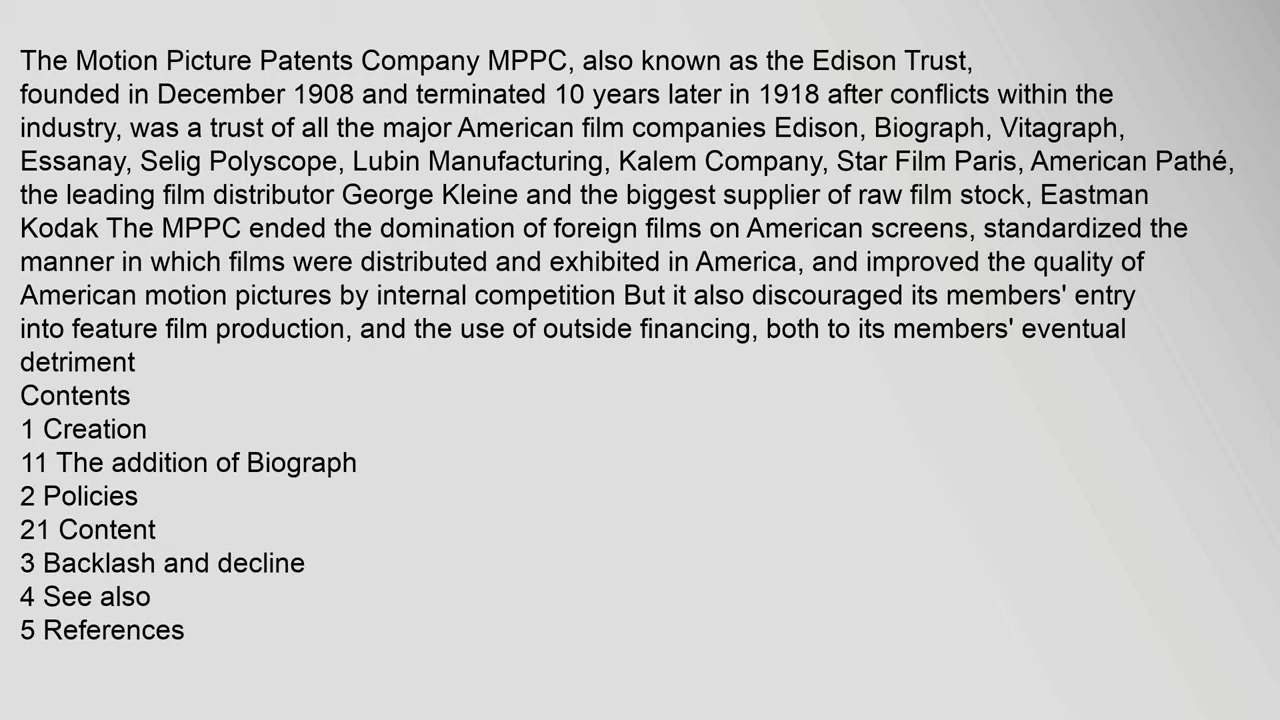 The Motion Picture Patents Company MPPC, also known as the Edison Trust,
founded in December 1908 and terminated 10 years later in 1918 after conflicts within the
industry, was a trust of all the major American film companies Edison, Biograph, Vitagraph,
Essanay, Selig Polyscope, Lubin Manufacturing, Kalem Company, Star Film Paris, American Pathé,
the leading film distributor George Kleine and the biggest supplier of raw film stock, Eastman
Kodak The MPPC ended the domination of foreign films on American screens, standardized the
manner in which films were distributed and exhibited in America, and improved the quality of
American motion pictures by internal competition But it also discouraged its members' entry
into feature film production, and the use of outside financing, both to its members' eventual
detriment
Contents
1 Creation
11 The addition of Biograph
2 Policies
21 Content
3 Backlash and decline
4 See also
5 References